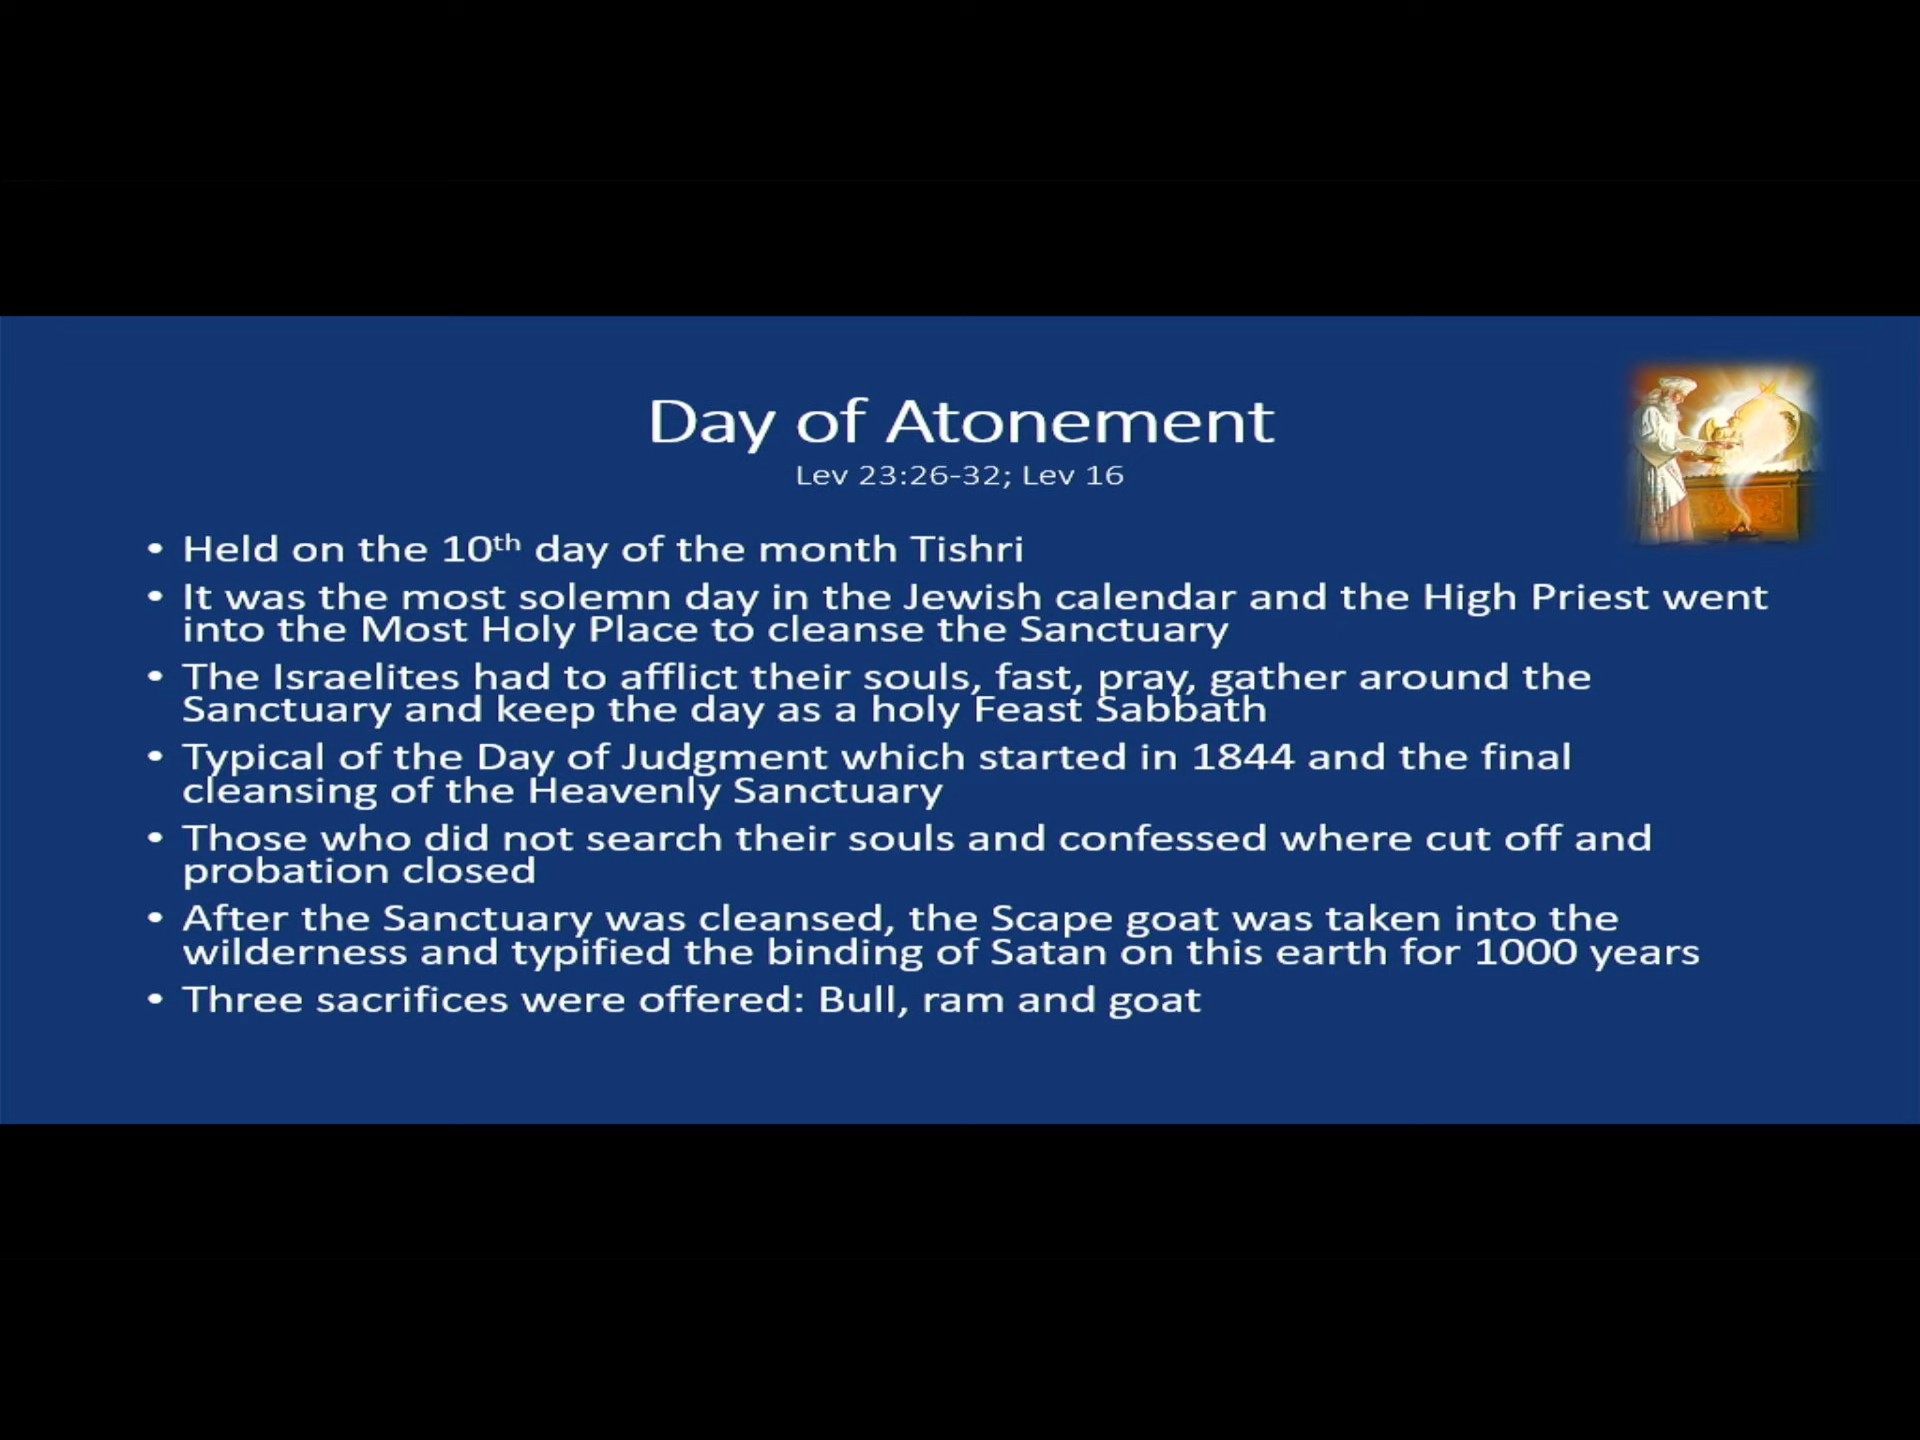 Day of Atonement
Lev 23:26-32; Lev 16
• Held on the 10th day of the month Tishri
• It was the most solemn day in the Jewish calendar and the High Priest went
into the Most Holy Place to cleanse the Sanctuary
• The Israelites had to afflict their souls, fast, pray, gather around the
Sanctuary and keep the day as a holy Feast Sabbath
• Typical of the Day of Judgment which started in 1844 and the final
cleansing of the Heavenly Sanctuary
• Those who did not search their souls and confessed where cut off and
probation closed
• After the Sanctuary was cleansed, the Scape goat was taken into the
wilderness and typified the binding of Satan on this earth for 1000 years
• Three sacrifices were offered: Bull, ram and goat